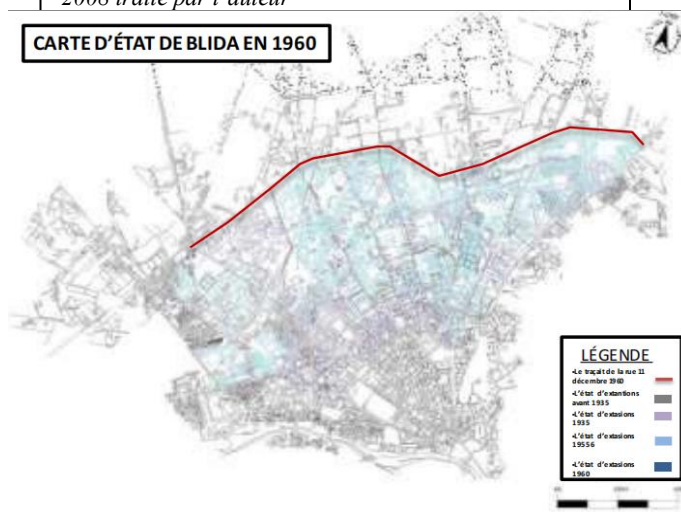 2008 traité par l'auteur
CARTE D'ÉTAT DE BLIDA EN 1960
LÉGENDE
•Le traçait de la rue 11
décembre 1960
•L'état d'extantions
avant 1935
•L'état d'extasions
1935
•L'état d'extasions
19556
•L'état d'extasions
1960